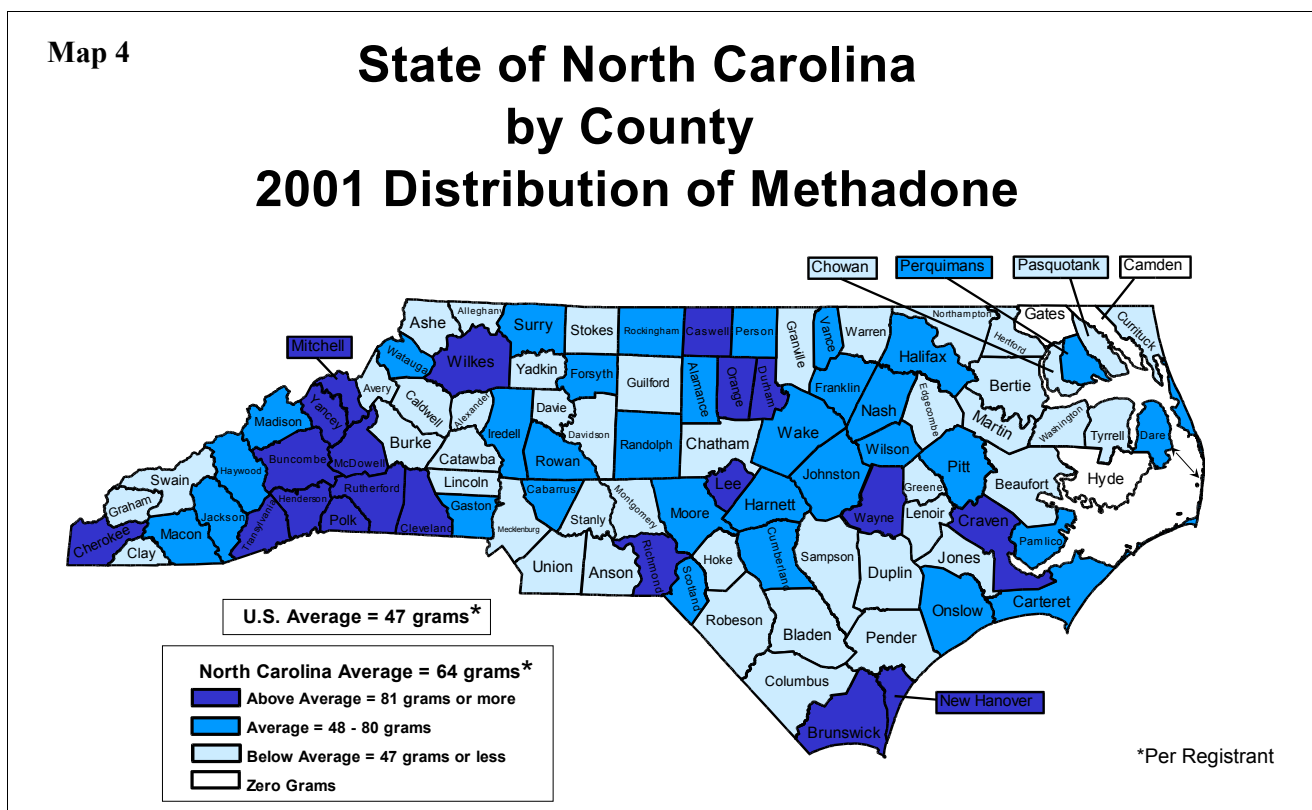 Map 4
State of North Carolina
by County
2001 Distribution of Methadone
Chowan
Perquimans
Pasquotank
Camden
Mitchell
Ashe
Alleghany
Surry
Stokes
Rockingham
Caswell
Person
Granville
Vance
Warren
Northampton
Gates
Hertford
Currituck
Halifax
Watauga
Wilkes
Yadkin
Forsyth
Guilford
Alamance
Orange
Durham
Franklin
Bertie
Avery
Yancey
Madison
Caldwell
Alexander
Davie
Iredell
Davidson
Randolph
Chatham
Wake
Nash
Edgecombe
Martin
Washington
Tyrrell
Dare
Buncombe
McDowell
Burke
Catawba
Rowan
Wilson
Pitt
Beaufort
Hyde
Haywood
Swain
Graham
Jackson
Henderson
Rutherford
Polk
Cleveland
Lincoln
Gaston
Cabarrus
Montgomery
Stanly
Mecklenburg
Moore
Lee
Harnett
Johnston
Wayne
Greene
Lenoir
Craven
Pamlico
Cherokee
Clay
Macon
Transylvania
Union
Anson
Richmond
Scotland
Hoke
Cumberland
Sampson
Duplin
Jones
Onslow
Carteret
Robeson
Bladen
Pender
Columbus
Brunswick
New Hanover
U.S. Average = 47 grams*
North Carolina Average = 64 grams*
Above Average = 81 grams or more
Average = 48 - 80 grams
Below Average = 47 grams or less
Zero Grams
*Per Registrant